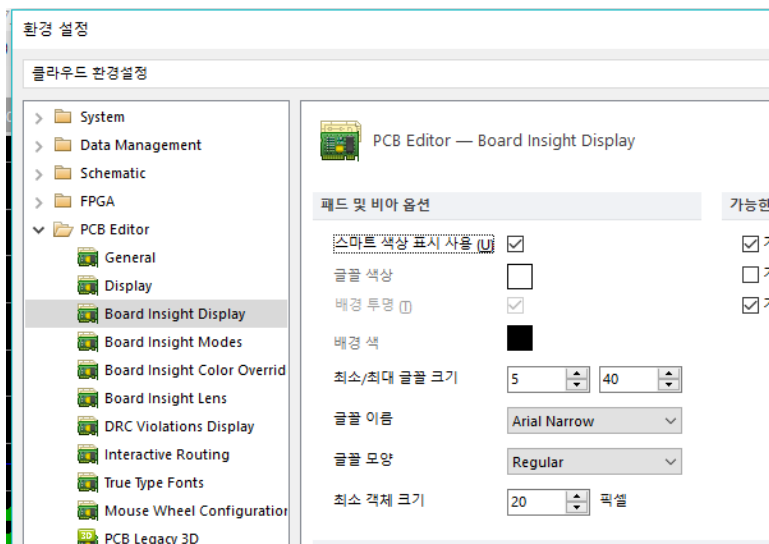 환경 설정
클라우드 환경설정
System
Data Management
Schematic
FPGA
PCB Editor
General
Display
Board Insight Display
Board Insight Modes
Board Insight Color Overrid
Board Insight Lens
DRC Violations Display
Interactive Routing
True Type Fonts
Mouse Wheel Configuration
PCB Legacy 3D
PCB Editor — Board Insight Display
패드 및 비아 옵션
스마트 색상 표시 사용 (U)
글꼴 색상
배경 투명 (T)
배경 색
최소/최대 글꼴 크기 5 40
글꼴 이름 Arial Narrow
글꼴 모양 Regular
최소 객체 크기 20 픽셀
가능한